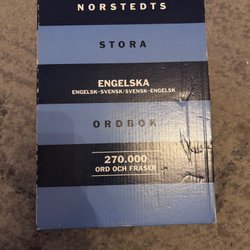 NORSTEDTS
STORA
ENGELSKA
ENGELSK-SVENSK/SVENSK-ENGELSK
ORDBOK
270.000
ORD OCH FRASER